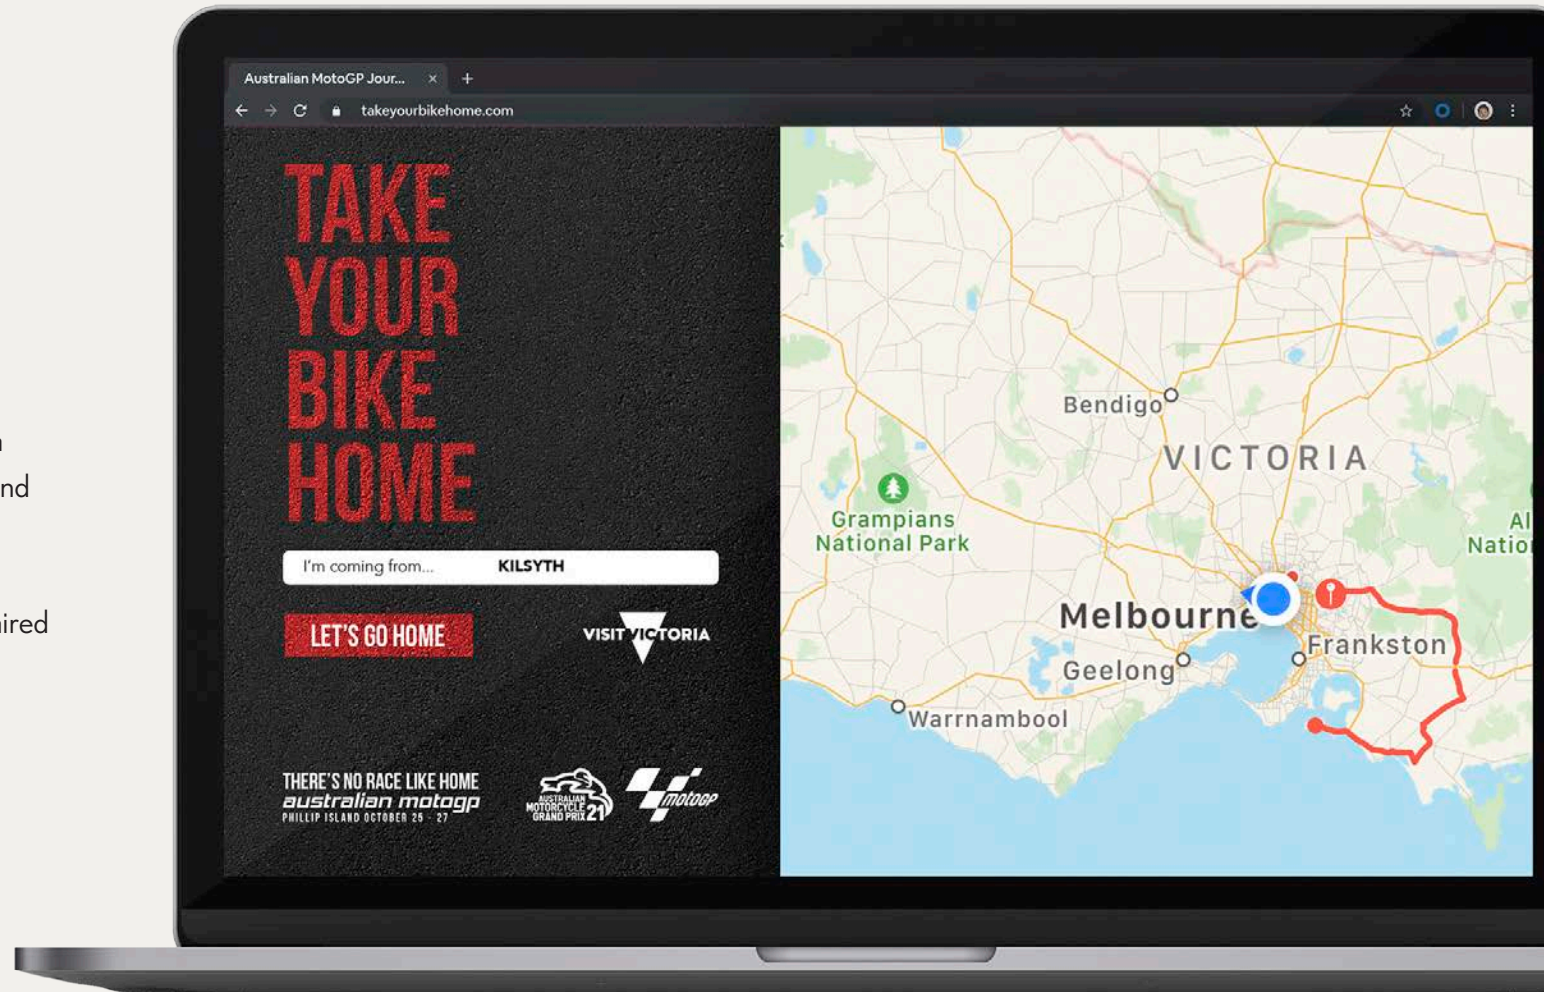 nd
ired
Australian MotoGP Jour...
takeyourbikehome.com
TAKE
YOUR
BIKE
HOME
I'm coming from... KILSYTH
LET'S GO HOME
VISIT VICTORIA
THERE'S NO RACE LIKE HOME
australian motogp
PHILLIP ISLAND OCTOBER 25 - 27
AUSTRALIAN
MOTORCYCLE
GRAND PRIX 21
motoGP
Bendigo
VICTORIA
Grampians
National Park
Al
Natio
Melbourne
Frankston
Geelong
Warrnambool